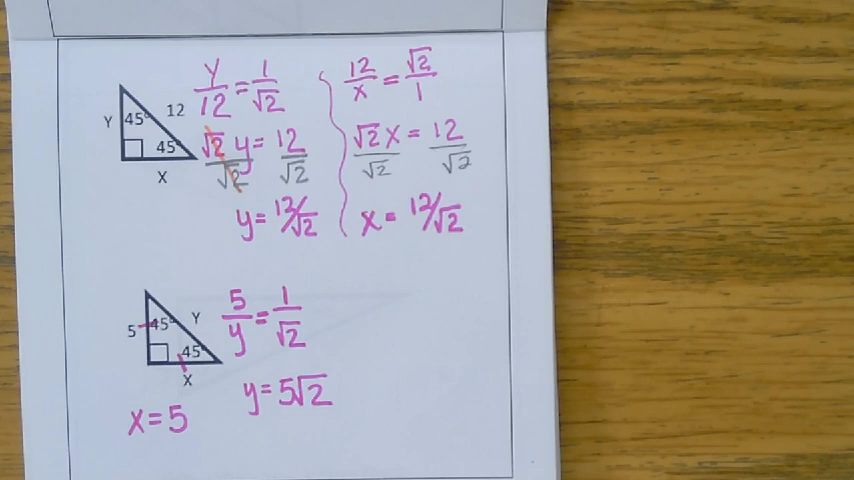 Y/12 = 1/√2
12/x = √2/1
Y 45° 12
45°
X
√2 y/√2 = 12/√2
√2 x/√2 = 12/√2
y = 12/√2
x = 12/√2
5 45° Y
45°
X
5/y = 1/√2
y = 5√2
x = 5